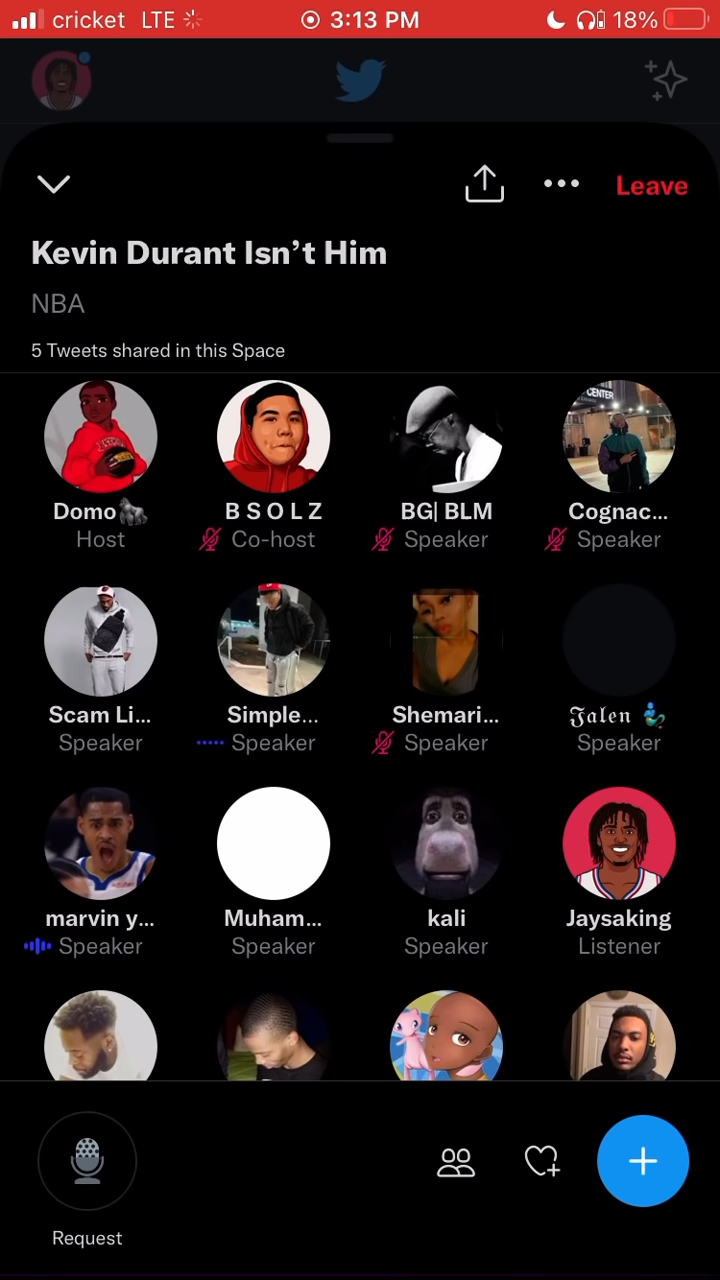 cricket LTE 3:13 PM 18%
Leave
Kevin Durant Isn’t Him
NBA
5 Tweets shared in this Space
CENTER
Domo🦍 B S O L Z BG| BLM Cognac...
Host Co-host Speaker Speaker
Scam Li... Simple... Shemari... 𝕵𝖆𝖑𝖊𝖓 🧞‍♂️
Speaker Speaker Speaker Speaker
marvin y... Muham... kali Jaysaking
Speaker Speaker Speaker Listener
Request